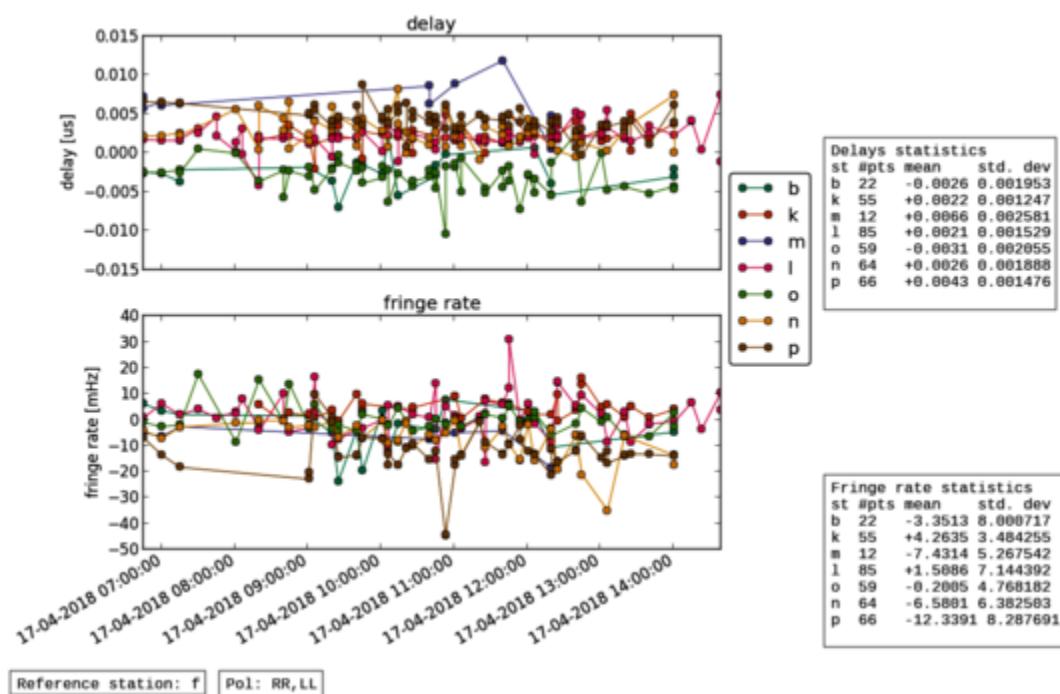 delay
0.015
0.010
0.005
0.000
−0.005
−0.010
−0.015
delay [us]
fringe rate
40
30
20
10
0
−10
−20
−30
−40
−50
fringe rate [mHz]
17-04-2018 07:00:00
17-04-2018 08:00:00
17-04-2018 09:00:00
17-04-2018 10:00:00
17-04-2018 11:00:00
17-04-2018 12:00:00
17-04-2018 13:00:00
17-04-2018 14:00:00
b
k
m
l
o
n
p
Delays statistics
st #pts mean std. dev
b 22 -0.0026 0.001953
k 55 +0.0022 0.001247
m 12 +0.0066 0.002581
l 85 +0.0021 0.001529
o 59 -0.0031 0.002055
n 64 +0.0026 0.001888
p 66 +0.0043 0.001476
Fringe rate statistics
st #pts mean std. dev
b 22 -3.3513 8.000717
k 55 +4.2635 3.484255
m 12 -7.4314 5.267542
l 85 +1.5086 7.144392
o 59 -0.2005 4.768182
n 64 -6.5801 6.382503
p 66 -12.3391 8.287691
Reference station: f
Pol: RR,LL